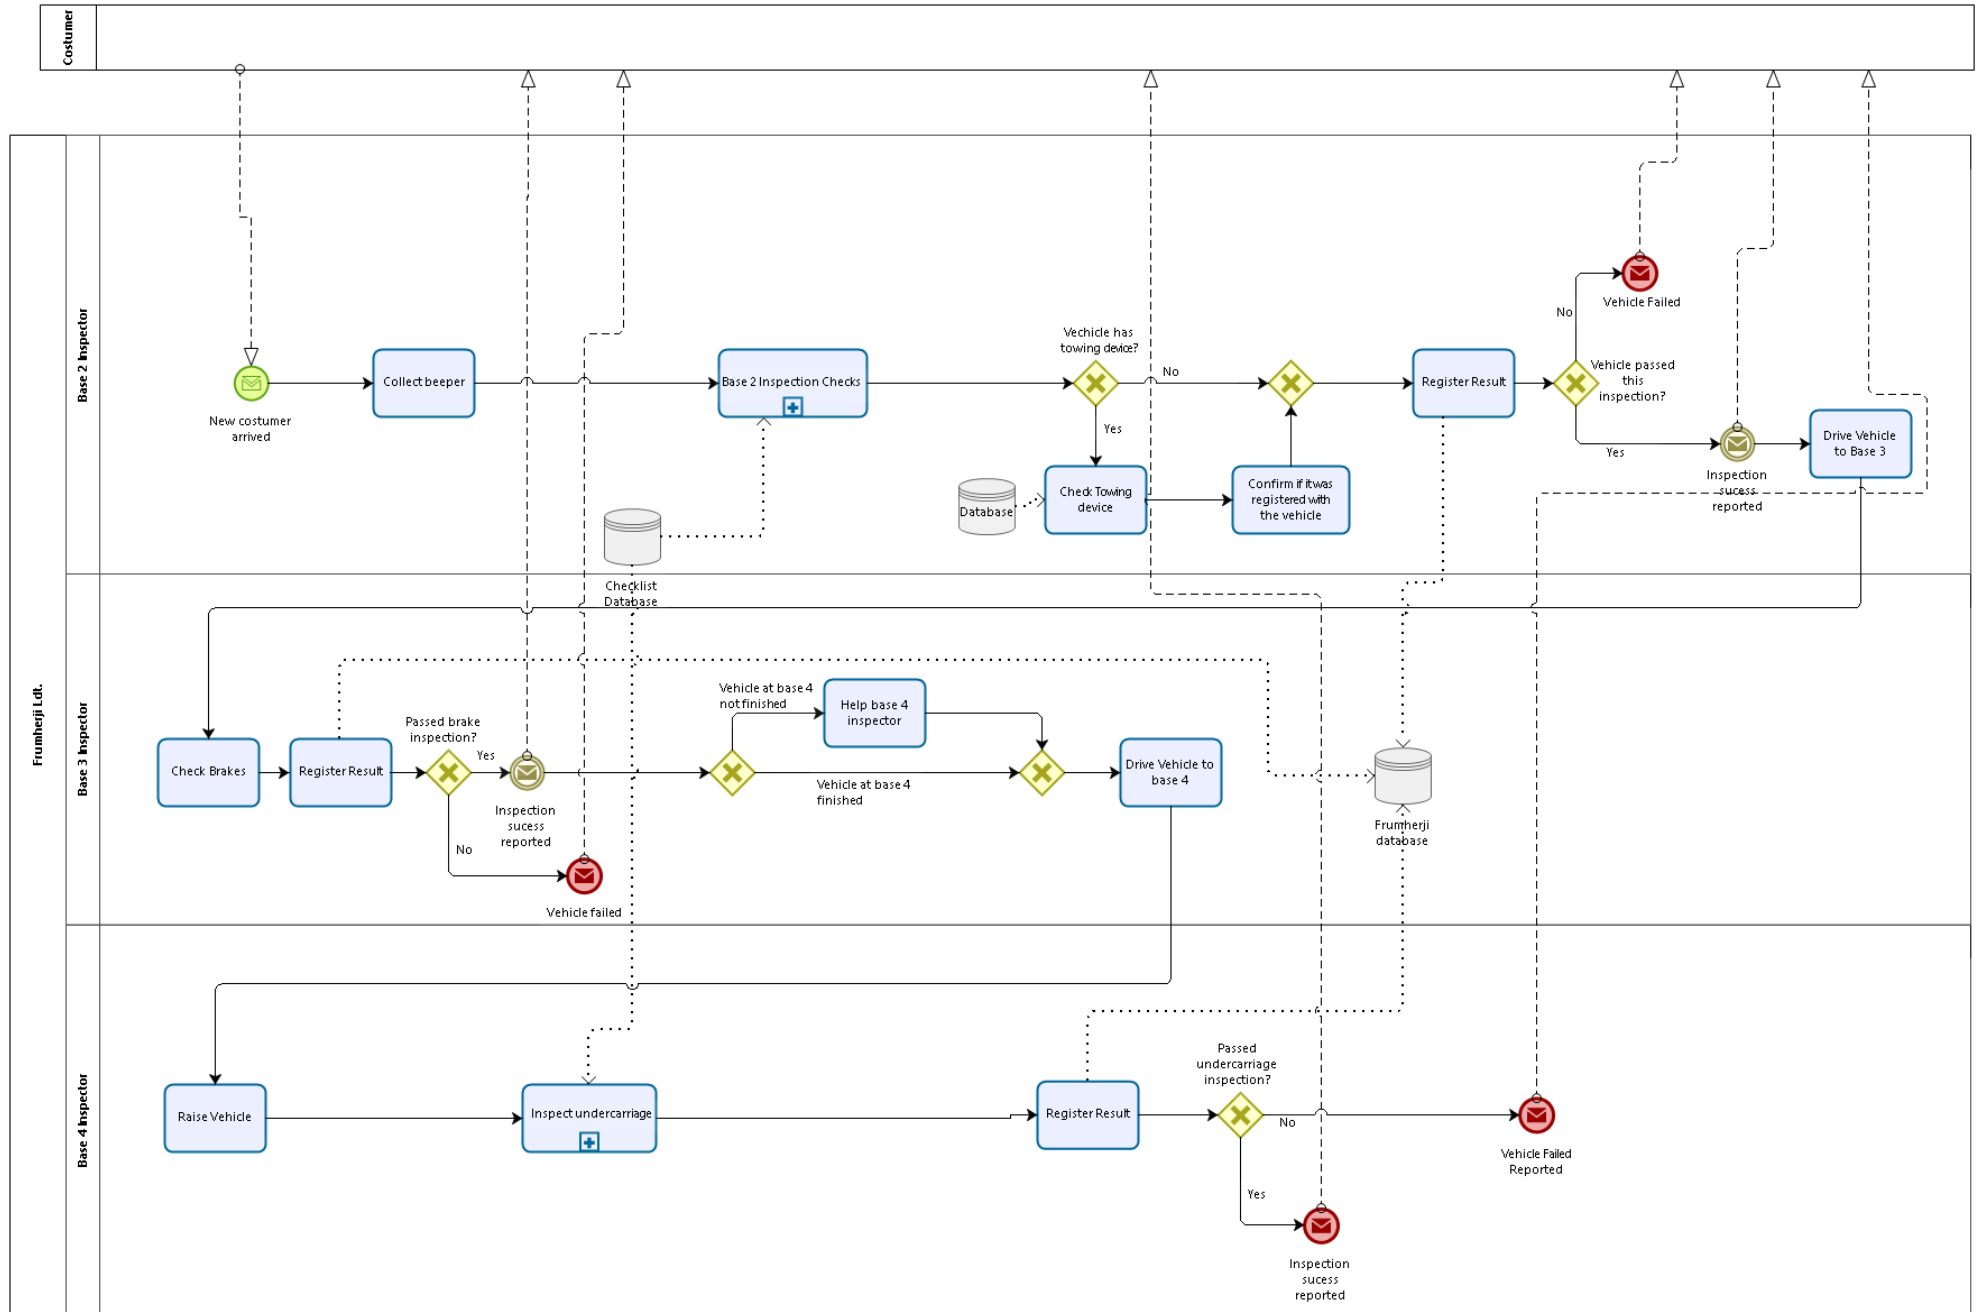 Costumer
Frumherji Ldt.
Base 2 Inspector
New costumer
arrived
Collect beeper
Base 2 Inspection Checks
Vechicle has
towing device?
No
Yes
Database
Check Towing
device
Confirm if it was
registered with
the vehicle
Register Result
Vehicle passed
this
inspection?
No
Vehicle Failed
Yes
Inspection
sucess
reported
Drive Vehicle
to Base 3
Checklist
Database
Base 3 Inspector
Check Brakes
Register Result
Passed brake
inspection?
Yes
Inspection
sucess
reported
No
Vehicle failed
Vehicle at base 4
not finished
Help base 4
inspector
Vehicle at base 4
finished
Drive Vehicle to
base 4
Frumherji
database
Base 4 Inspector
Raise Vehicle
Inspect undercarriage
Register Result
Passed
undercarriage
inspection?
No
Vehicle Failed
Reported
Yes
Inspection
sucess
reported